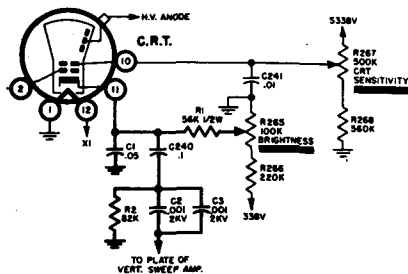 H.V. ANODE
C.R.T.
2
10
11
1
12
X1
C241
.01
S338V
R267
500K
CRT
SENSITIVITY
R268
560K
R1
56K 1/2W
R265
100K
BRIGHTNESS
R266
220K
338V
C1
.05
C240
.1
R2
82K
C2
.001
2KV
C3
.001
2KV
TO PLATE OF
VERT. SWEEP AMP.